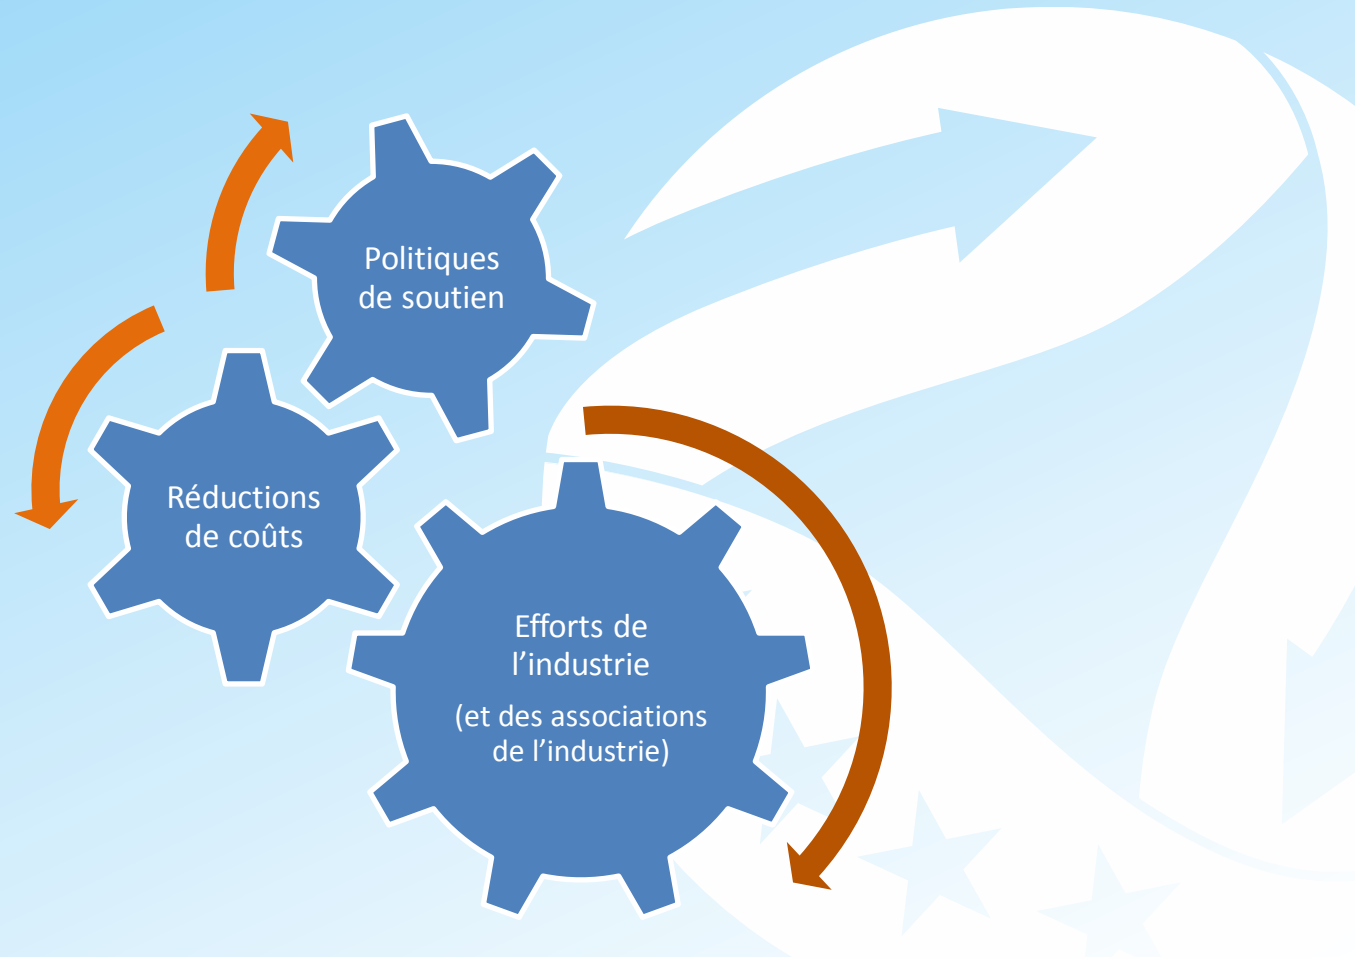 Politiques
de soutien
Réductions
de coûts
Efforts de
l’industrie
(et des associations
de l’industrie)